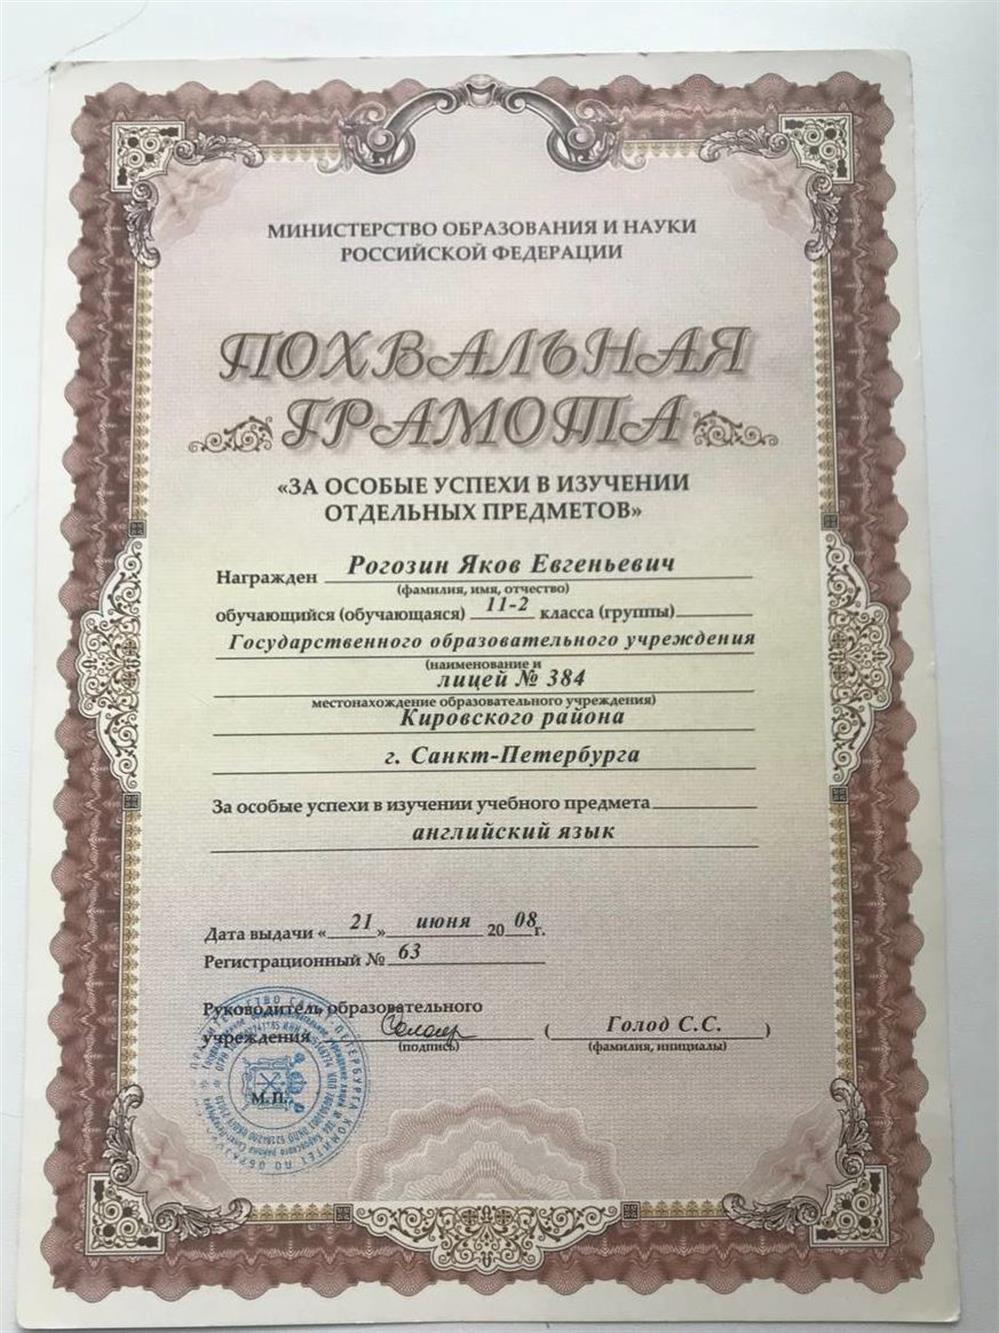 МИНИСТЕРСТВО ОБРАЗОВАНИЯ И НАУКИ
РОССИЙСКОЙ ФЕДЕРАЦИИ
ПОХВАЛЬНАЯ
ГРАМОТА
«ЗА ОСОБЫЕ УСПЕХИ В ИЗУЧЕНИИ
ОТДЕЛЬНЫХ ПРЕДМЕТОВ»
Награжден Рогозин Яков Евгеньевич
(фамилия, имя, отчество)
обучающийся (обучающаяся) 11-2 класса (группы)
Государственного образовательного учреждения
(наименование и
лицей № 384
местонахождение образовательного учреждения)
Кировского района
г. Санкт-Петербурга
За особые успехи в изучении учебного предмета
английский язык
Дата выдачи «21» июня 2008г.
Регистрационный № 63
Руководитель образовательного
учреждения (Голод С.С.)
(подпись) (фамилия, инициалы)
М.П.